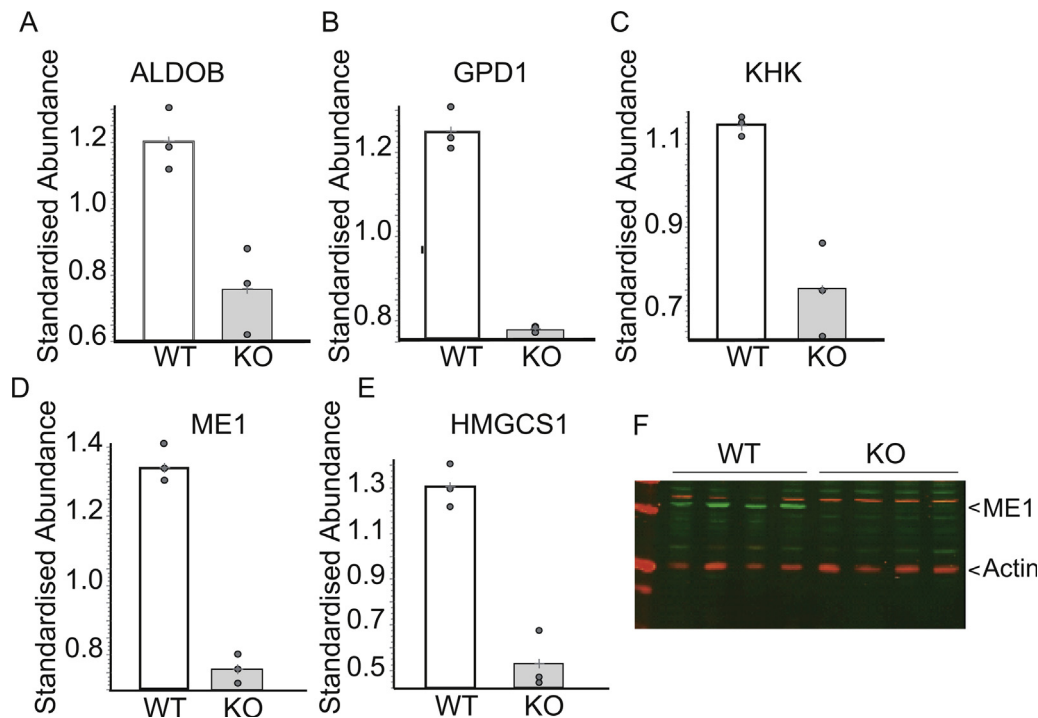 A
ALDOB
Standardised Abundance
1.2
1.0
0.8
0.6
WT
KO
B
GPD1
Standardised Abundance
1.2
1.0
0.8
WT
KO
C
KHK
Standardised Abundance
1.1
0.9
0.7
WT
KO
D
ME1
Standardised Abundance
1.4
1.2
1.0
0.8
WT
KO
E
HMGCS1
Standardised Abundance
1.3
1.1
0.9
0.7
0.5
WT
KO
F
WT
KO
<ME1
<Actin